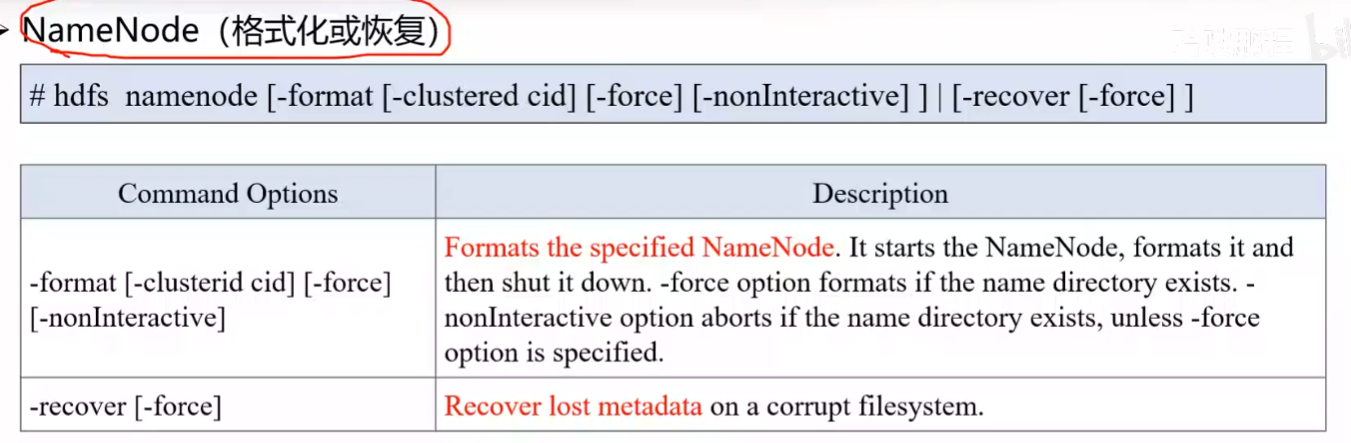 NameNode（格式化或恢复）
# hdfs namenode [-format [-clustered cid] [-force] [-nonInteractive] ] | [-recover [-force] ]
Command Options
Description
-format [-clusterid cid] [-force]
[-nonInteractive]
Formats the specified NameNode. It starts the NameNode, formats it and
then shut it down. -force option formats if the name directory exists. -
nonInteractive option aborts if the name directory exists, unless -force
option is specified.
-recover [-force]
Recover lost metadata on a corrupt filesystem.